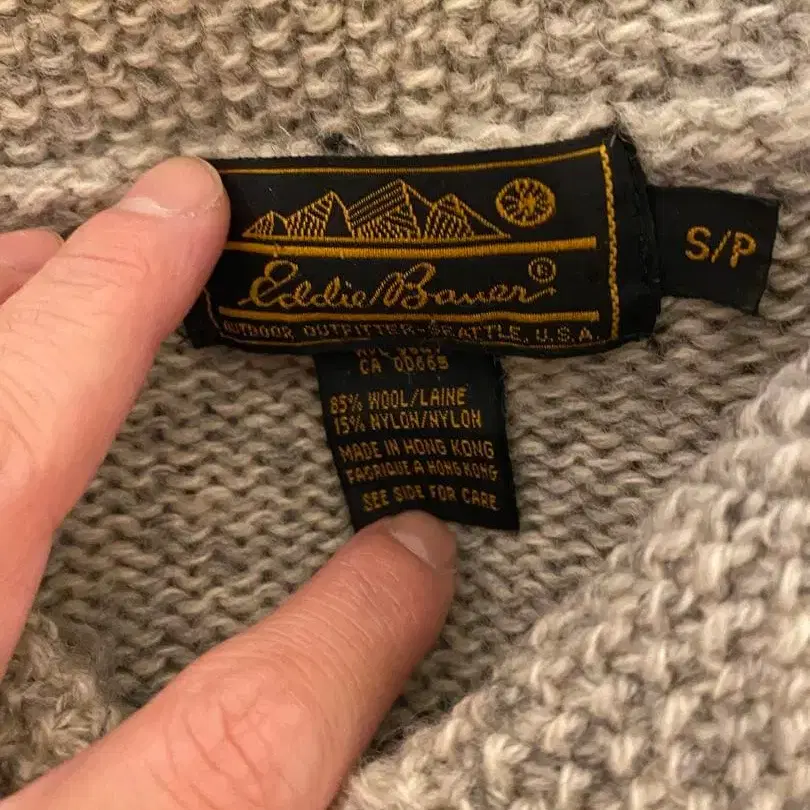 Eddie Bauer
©
S/P
OUTDOOR OUTFITTER-SEATTLE, U.S.A.
CA 00665
85% WOOL/LAINE
15% NYLON/NYLON
MADE IN HONG KONG
FABRIQUE A HONG KONG
SEE SIDE FOR CARE